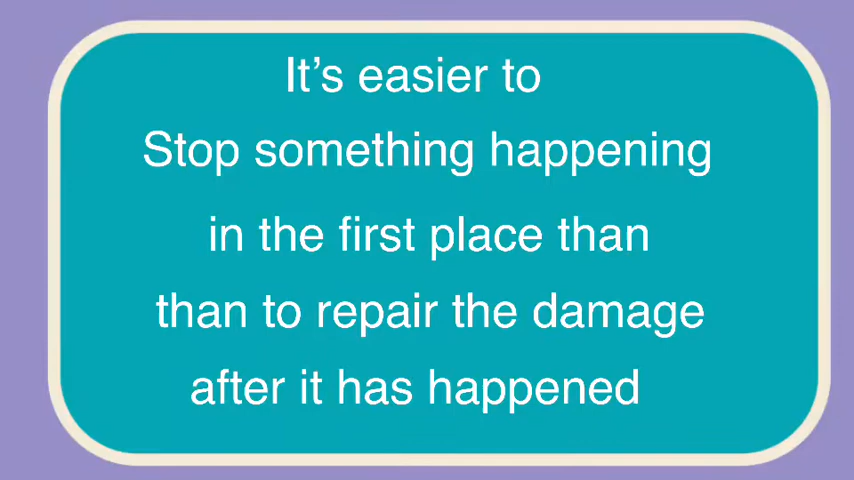 It’s easier to
Stop something happening
in the first place than
than to repair the damage
after it has happened